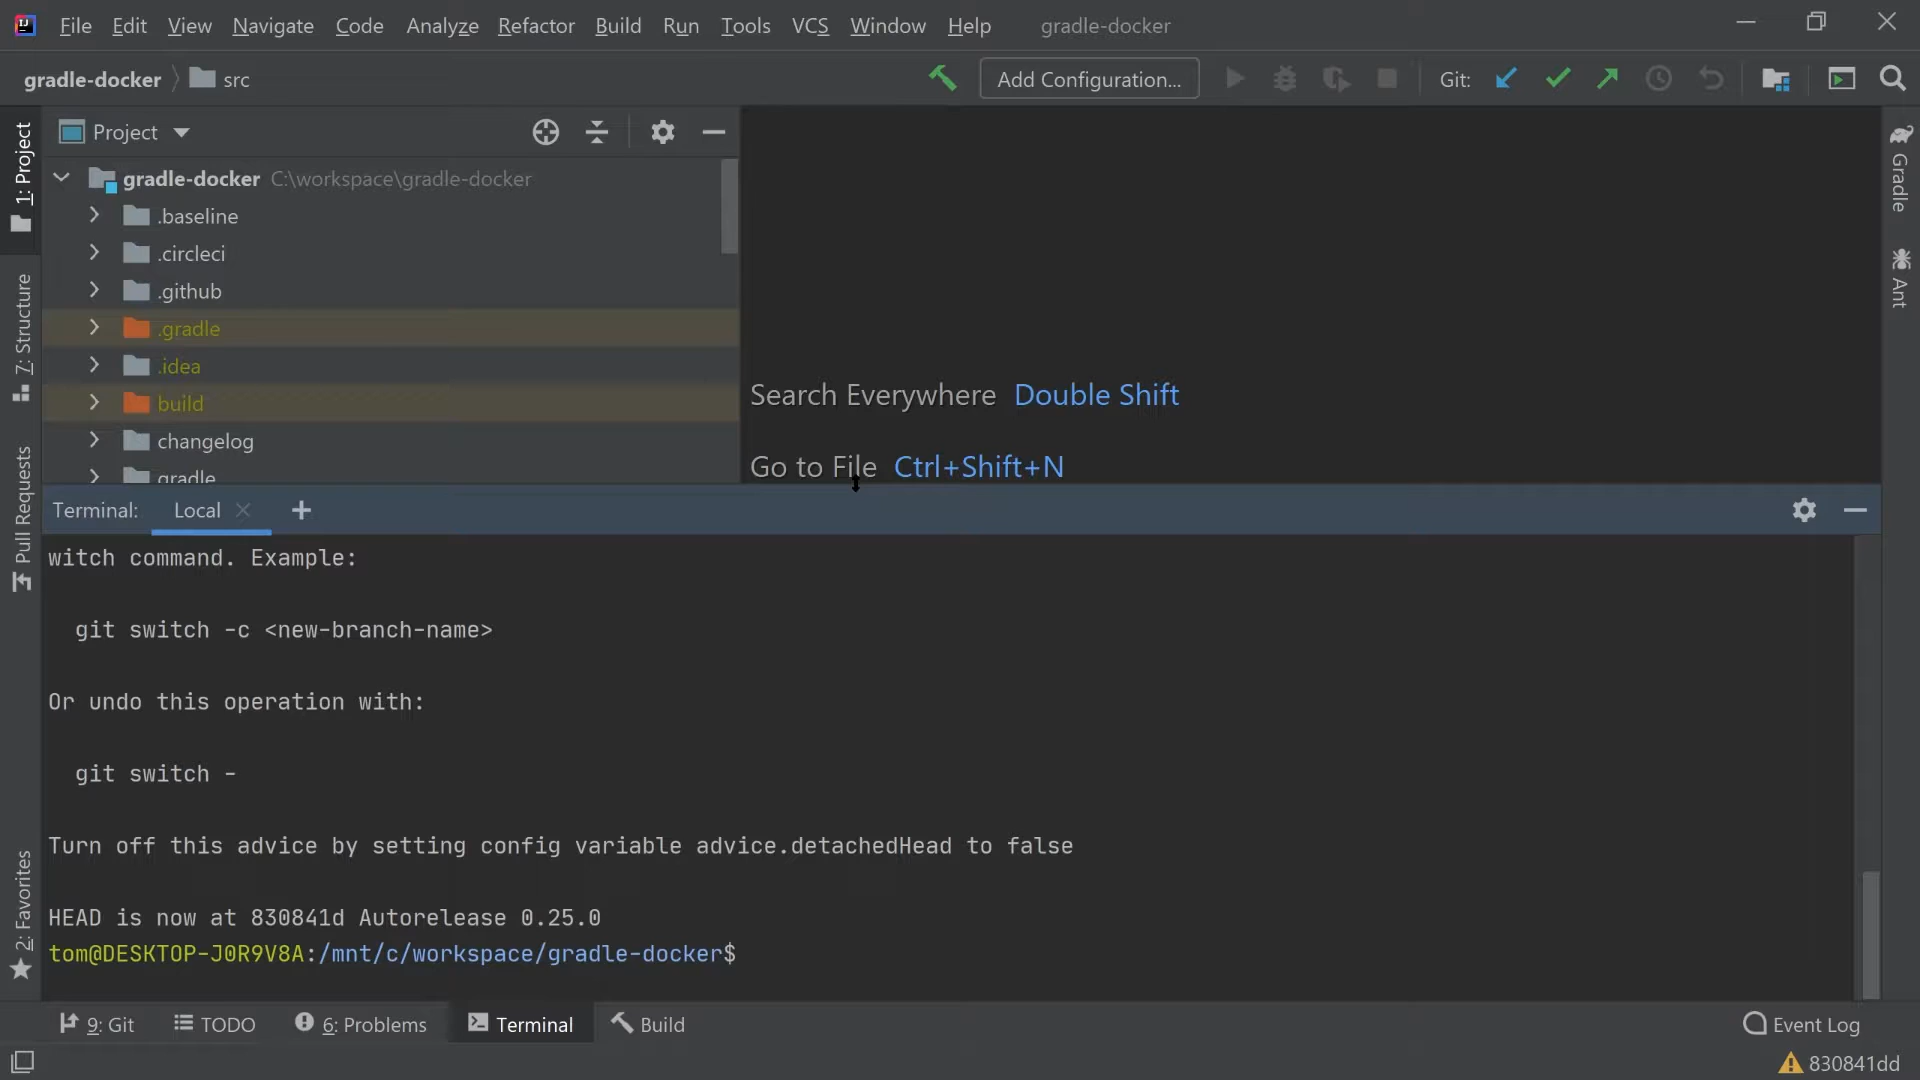 File Edit View Navigate Code Analyze Refactor Build Run Tools VCS Window Help gradle-docker
gradle-docker src
Add Configuration...
Git:
1: Project
7: Structure
Pull Requests
2: Favorites
Project
gradle-docker C:\workspace\gradle-docker
.baseline
.circleci
.github
.gradle
.idea
build
changelog
gradle
Search Everywhere Double Shift
Go to File Ctrl+Shift+N
Gradle
Ant
Terminal: Local
witch command. Example:
git switch -c <new-branch-name>
Or undo this operation with:
git switch -
Turn off this advice by setting config variable advice.detachedHead to false
HEAD is now at 830841d Autorelease 0.25.0
tom@DESKTOP-J0R9V8A:/mnt/c/workspace/gradle-docker$
9: Git TODO 6: Problems Terminal Build Event Log
830841dd